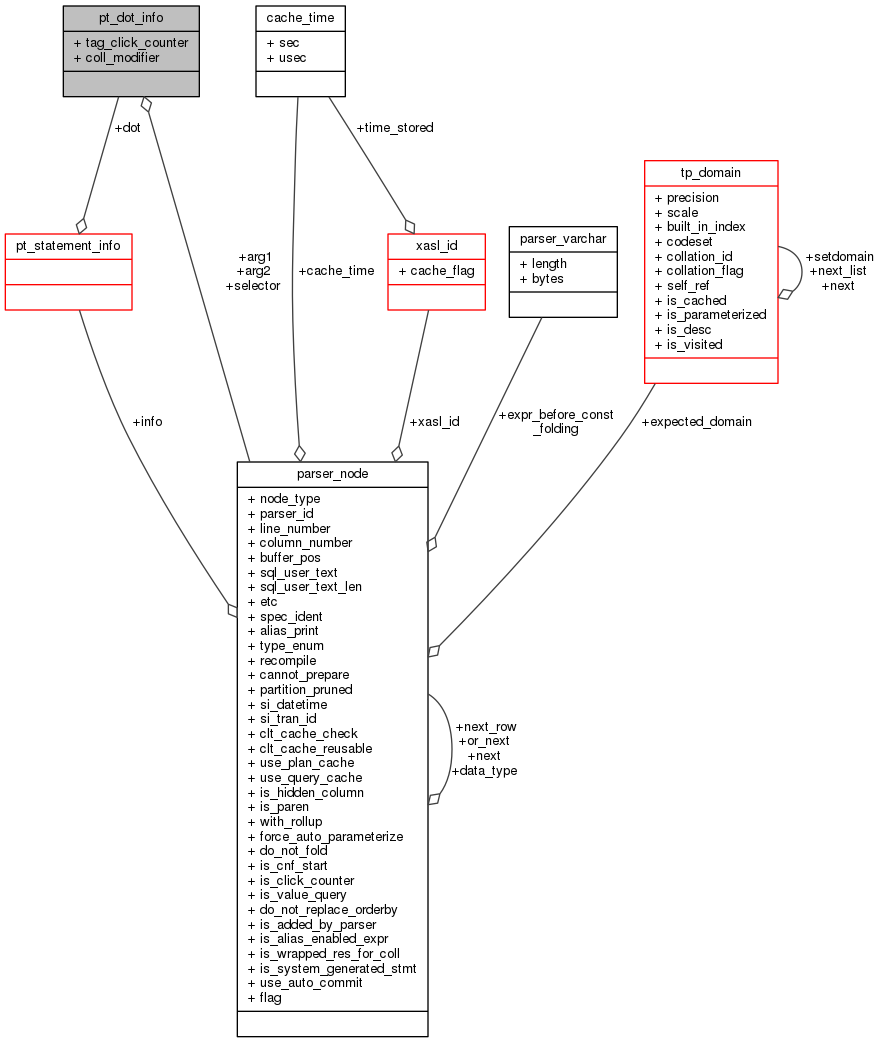 pt_dot_info
+ tag_click_counter
+ coll_modifier
cache_time
+ sec
+ usec
+dot
+time_stored
tp_domain
+ precision
+ scale
+ built_in_index
+ codeset
+ collation_id
+ collation_flag
+ self_ref
+ is_cached
+ is_parameterized
+ is_desc
+ is_visited
+setdomain
+next_list
+next
pt_statement_info
+arg1
+arg2
+selector
+cache_time
xasl_id
+ cache_flag
parser_varchar
+ length
+ bytes
+info
+xasl_id
+expr_before_const
_folding
+expected_domain
parser_node
+ node_type
+ parser_id
+ line_number
+ column_number
+ buffer_pos
+ sql_user_text
+ sql_user_text_len
+ etc
+ spec_ident
+ alias_print
+ type_enum
+ recompile
+ cannot_prepare
+ partition_pruned
+ si_datetime
+ si_tran_id
+ clt_cache_check
+ clt_cache_reusable
+ use_plan_cache
+ use_query_cache
+ is_hidden_column
+ is_paren
+ with_rollup
+ force_auto_parameterize
+ do_not_fold
+ is_cnf_start
+ is_click_counter
+ is_value_query
+ do_not_replace_orderby
+ is_added_by_parser
+ is_alias_enabled_expr
+ is_wrapped_res_for_coll
+ is_system_generated_stmt
+ use_auto_commit
+ flag
+next_row
+or_next
+next
+data_type